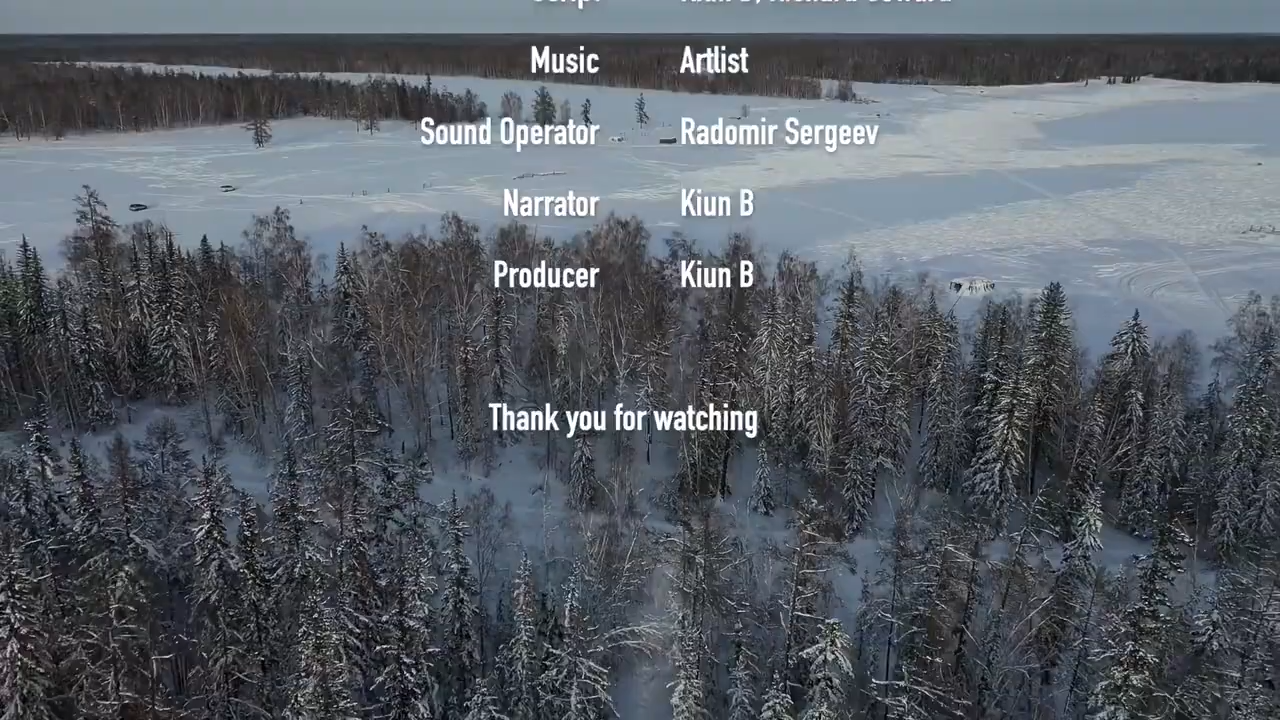 Music Artlist
Sound Operator Radomir Sergeev
Narrator Kiun B
Producer Kiun B
Thank you for watching